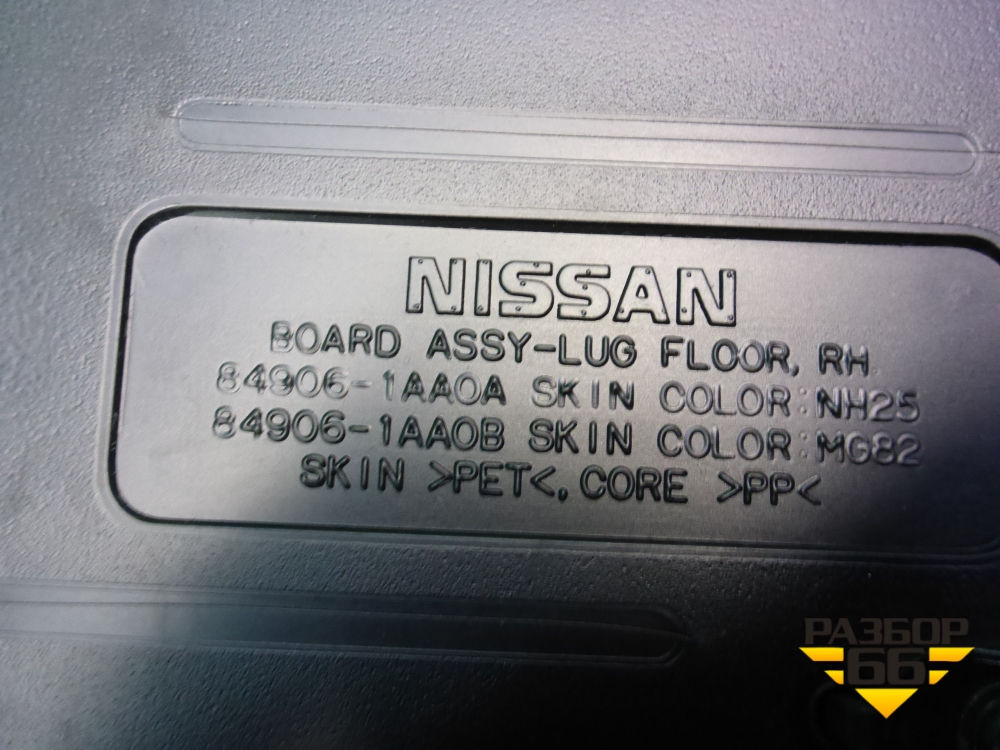 NISSAN
BOARD ASSY-LUG FLOOR, RH
84906-1AA0A SKIN COLOR:NH25
84906-1AA0B SKIN COLOR:MG82
SKIN >PET<, CORE >PP<
РАЗБОР
66